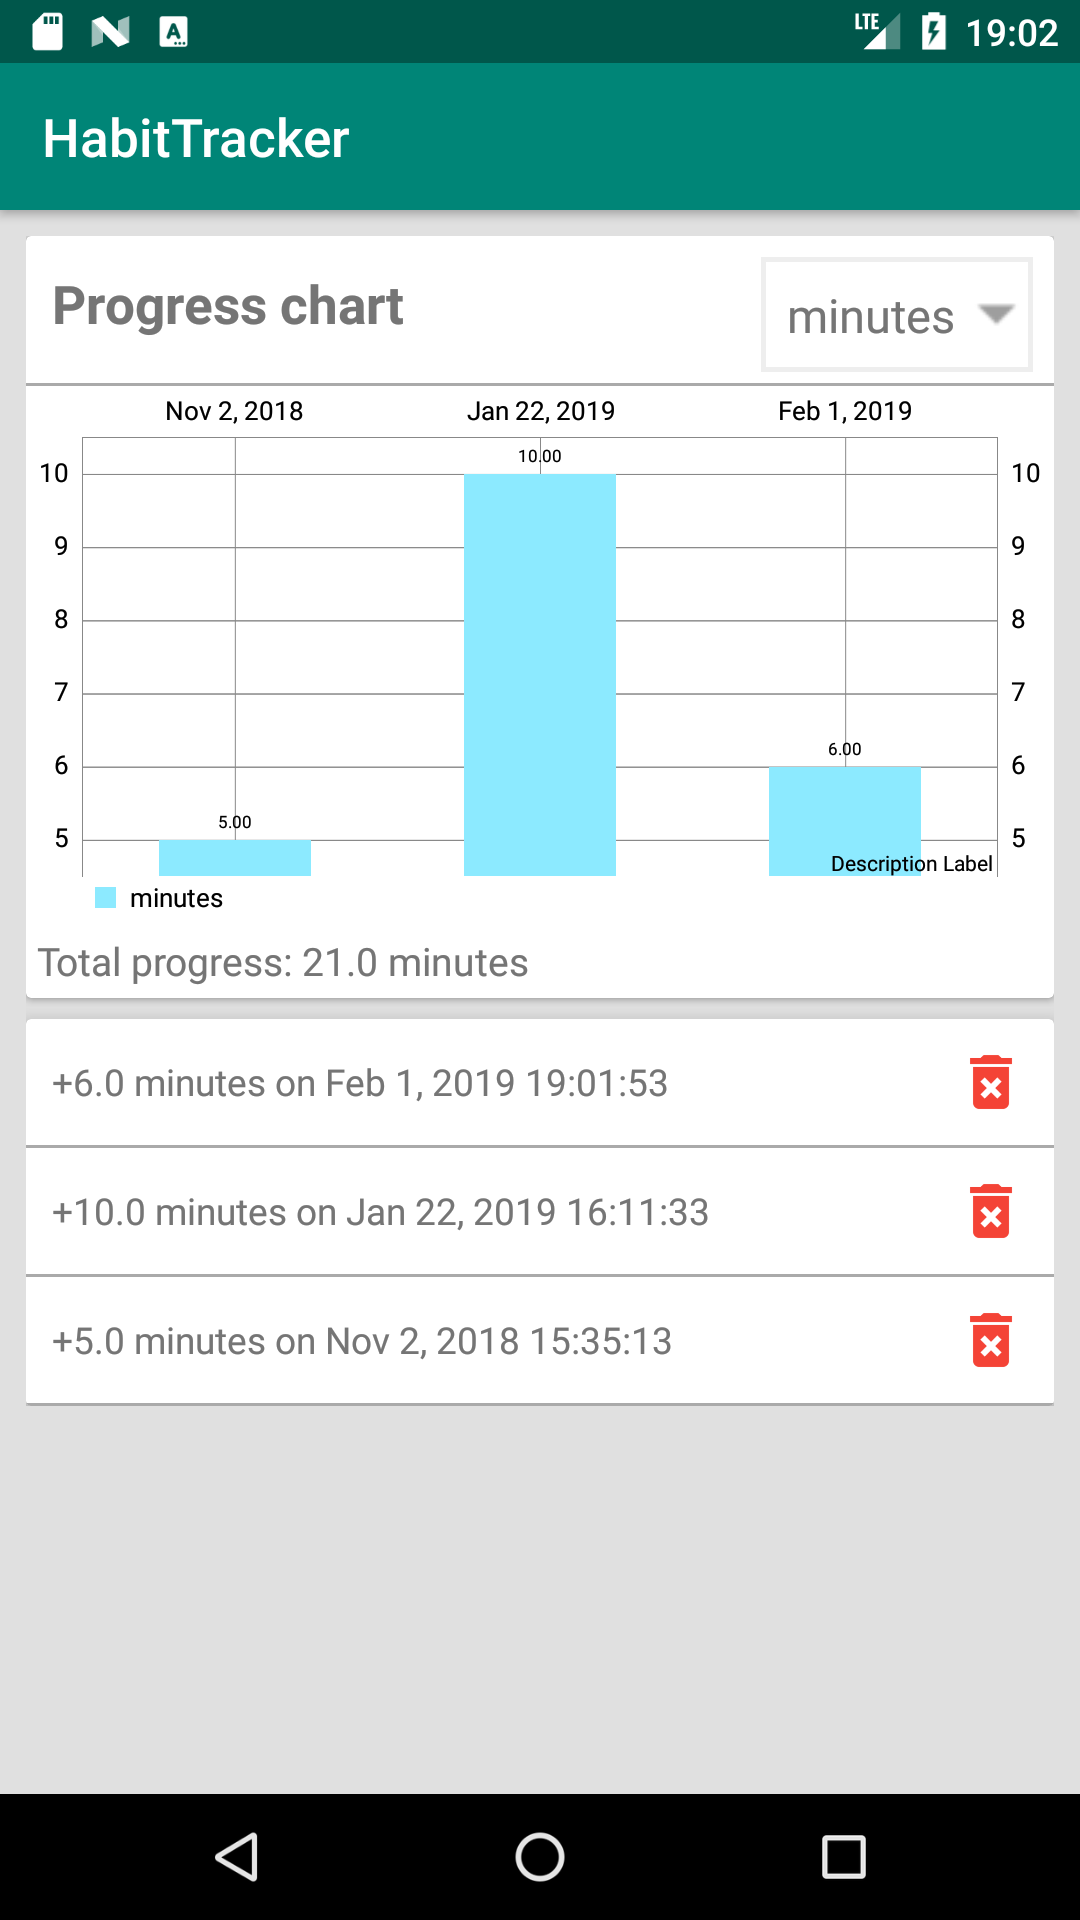 LTE 19:02
HabitTracker
Progress chart
minutes
Nov 2, 2018 Jan 22, 2019 Feb 1, 2019
10.00
10 10
9 9
8 8
7 7
6.00
6 6
5.00
5 5
Description Label
minutes
Total progress: 21.0 minutes
+6.0 minutes on Feb 1, 2019 19:01:53
+10.0 minutes on Jan 22, 2019 16:11:33
+5.0 minutes on Nov 2, 2018 15:35:13